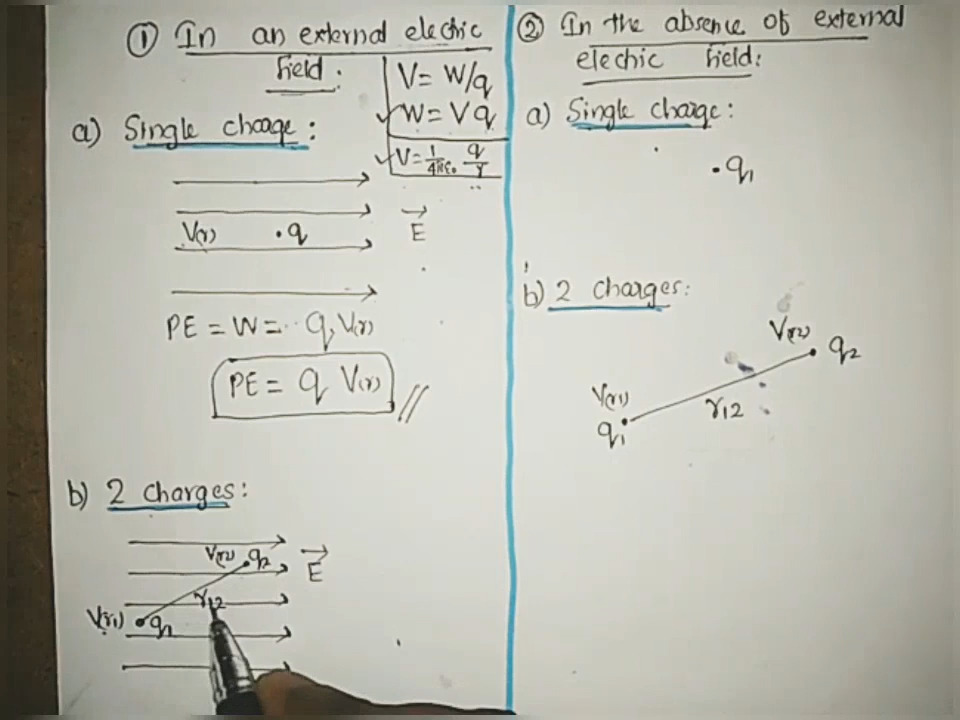 ① In an external electric
field.
V = W/q
W = Vq
V = 1/4πε₀ q/r
a) Single charge:
V(r) .q E
PE = W = q V(r)
PE = q V(r) //
b) 2 charges:
V(r2) q2 E
r12
V(r1) q1
② In the absence of external
electric field:
a) Single charge:
.q1
b) 2 charges:
V(r2) q2
V(r1) r12
q1